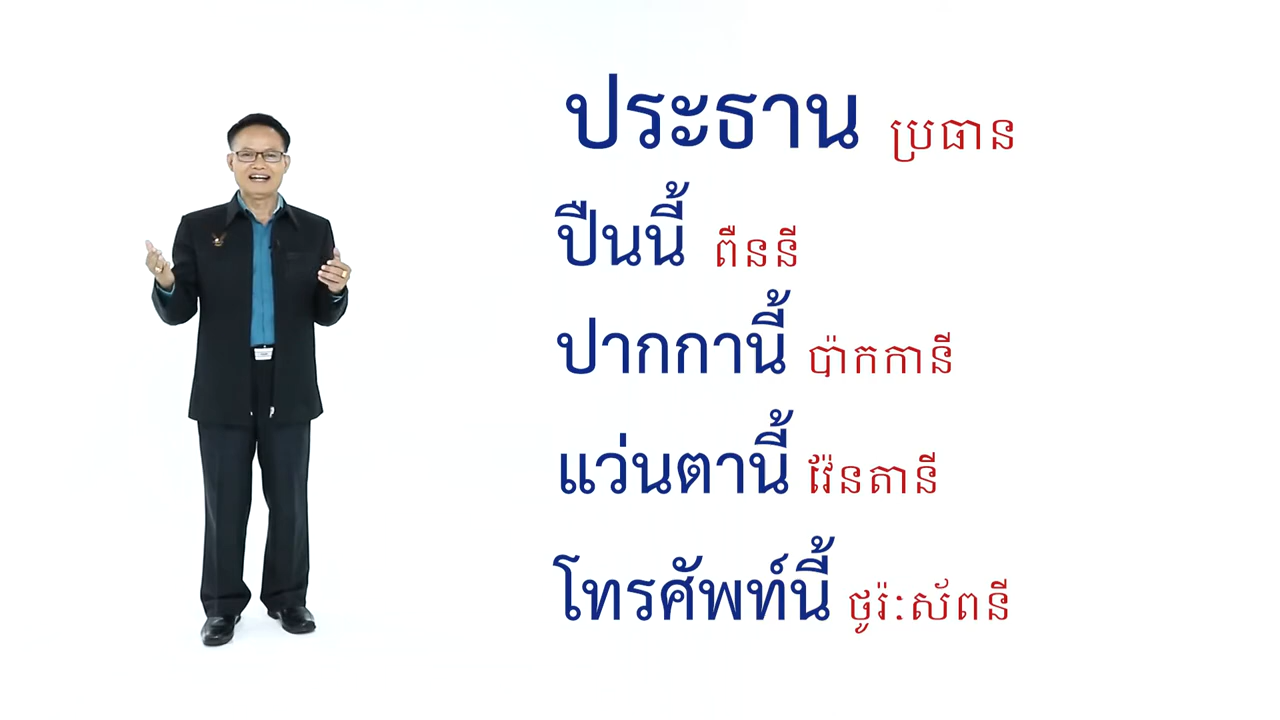 ประธาน ប្រធាន
ปืนนี้ ពឺននី
ปากกานี้ ប៉ាកកានី
แว่นตานี้ វ៉ែនតានី
โทรศัพท์นี้ ថូរ៉ៈស័ពនី